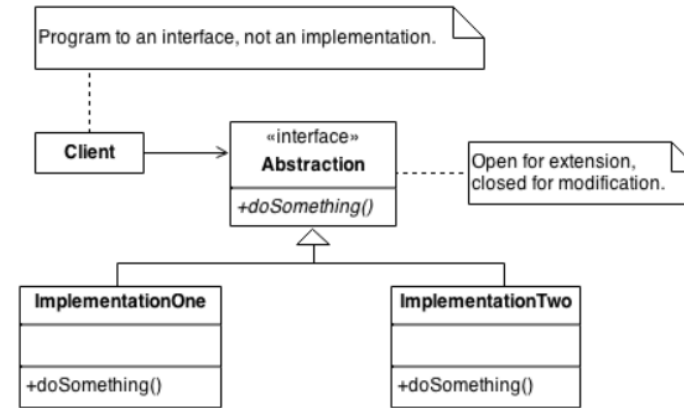 Program to an interface, not an implementation.
Client
«interface»
Abstraction
+doSomething()
Open for extension,
closed for modification.
ImplementationOne
+doSomething()
ImplementationTwo
+doSomething()